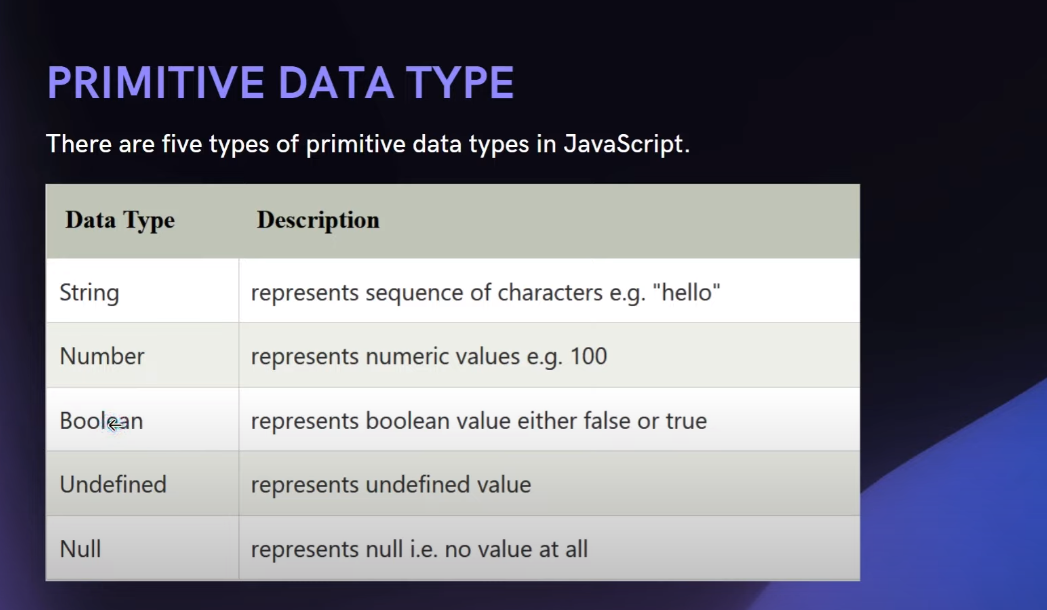 PRIMITIVE DATA TYPE
There are five types of primitive data types in JavaScript.
Data Type Description
String represents sequence of characters e.g. "hello"
Number represents numeric values e.g. 100
Boolean represents boolean value either false or true
Undefined represents undefined value
Null represents null i.e. no value at all